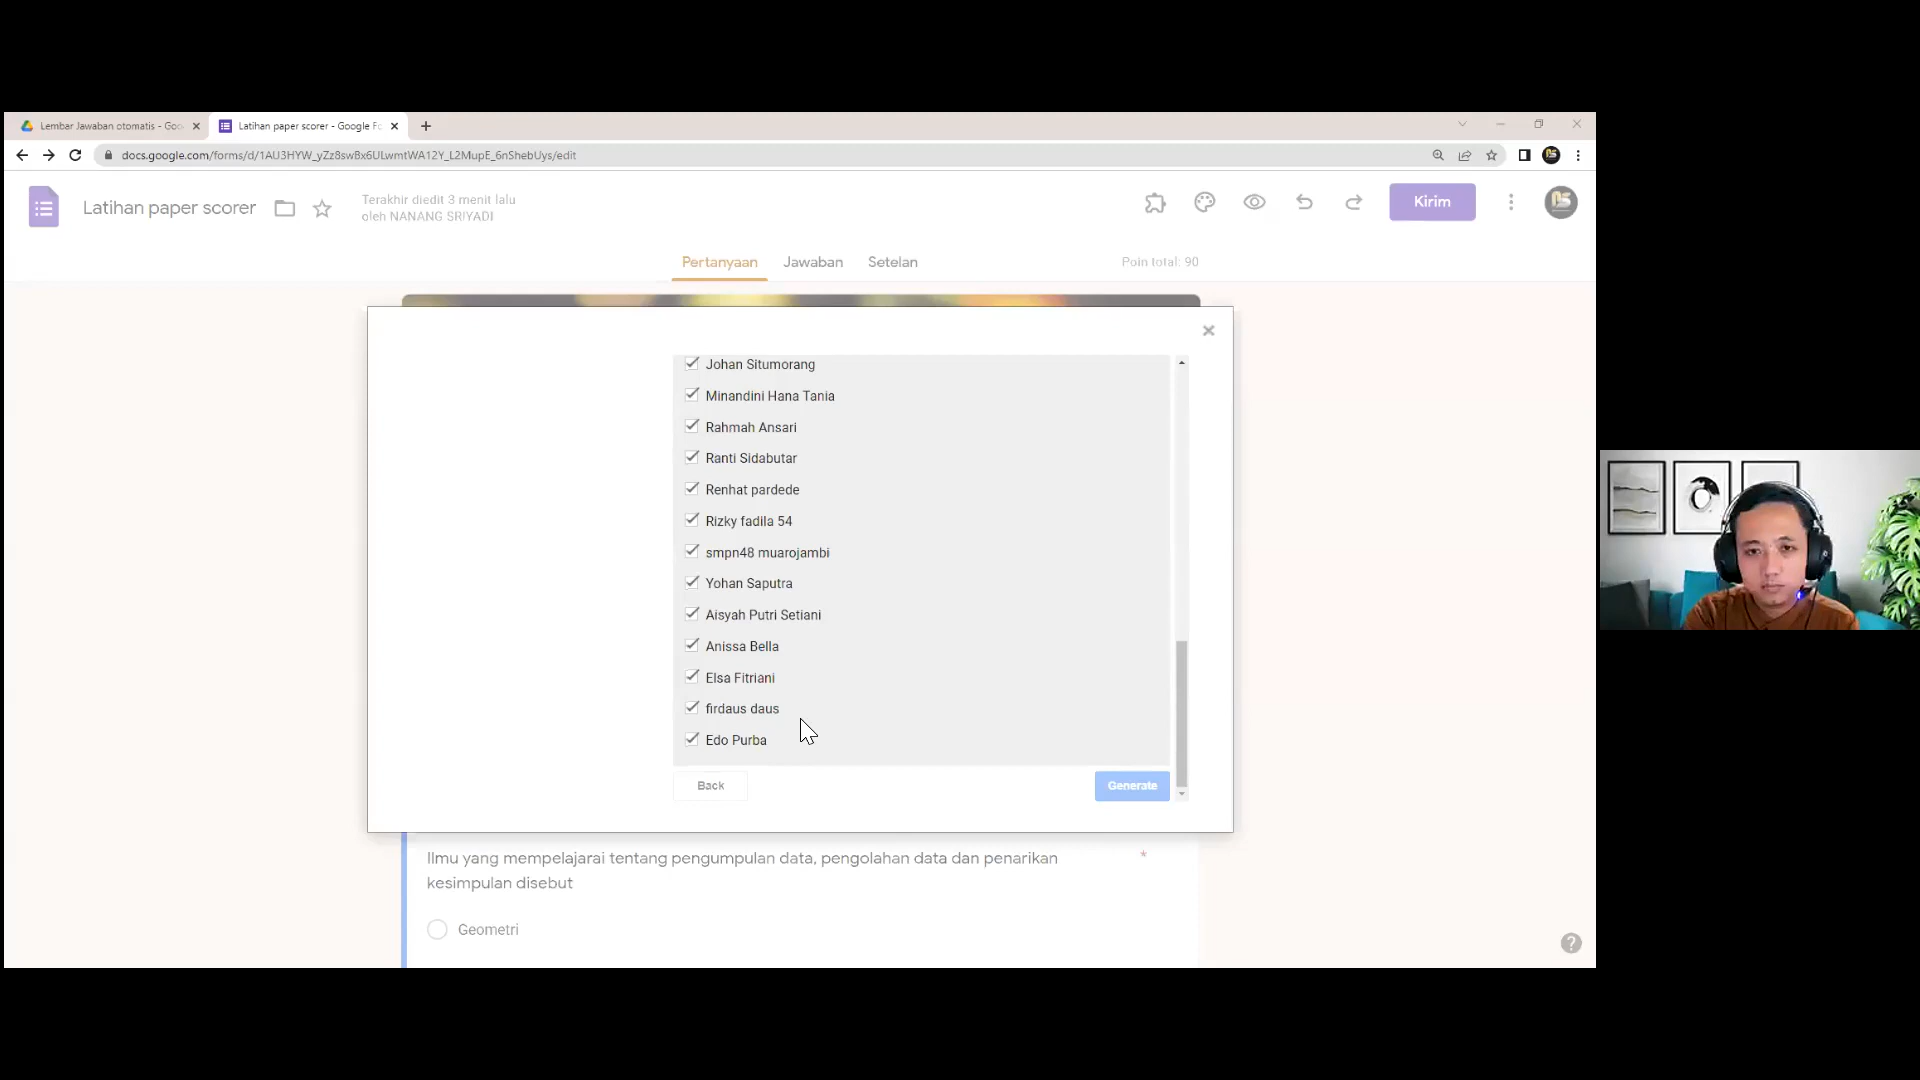 Lembar Jawaban otomatis - Goo
Latihan paper scorer - Google Fo
docs.google.com/forms/d/1AU3HYW_yZz8swBx6ULwmtWA12Y_L2MupE_6nShebUys/edit
Latihan paper scorer
Terakhir diedit 3 menit lalu
oleh NANANG SRIYADI
Kirim
Pertanyaan
Jawaban
Setelan
Poin total: 90
Johan Situmorang
Minandini Hana Tania
Rahmah Ansari
Ranti Sidabutar
Renhat pardede
Rizky fadila 54
smpn48 muarojambi
Yohan Saputra
Aisyah Putri Setiani
Anissa Bella
Elsa Fitriani
firdaus daus
Edo Purba
Back
Generate
Ilmu yang mempelajarai tentang pengumpulan data, pengolahan data dan penarikan
kesimpulan disebut
*
Geometri